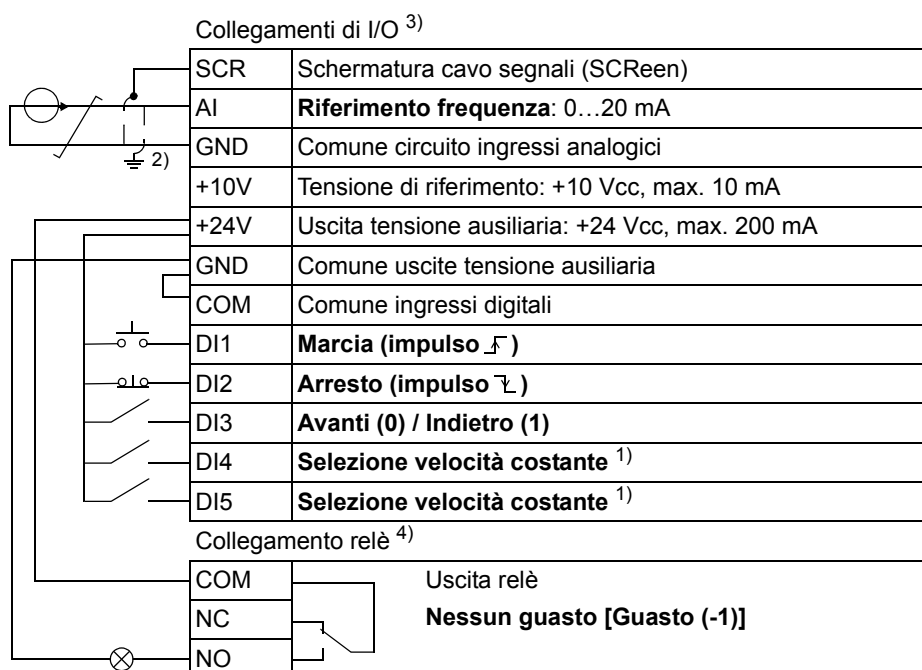 Collegamenti di I/O 3)
SCR Schermatura cavo segnali (SCReen)
AI Riferimento frequenza: 0…20 mA
GND Comune circuito ingressi analogici
2)
+10V Tensione di riferimento: +10 Vcc, max. 10 mA
+24V Uscita tensione ausiliaria: +24 Vcc, max. 200 mA
GND Comune uscite tensione ausiliaria
COM Comune ingressi digitali
DI1 Marcia (impulso )
DI2 Arresto (impulso )
DI3 Avanti (0) / Indietro (1)
DI4 Selezione velocità costante 1)
DI5 Selezione velocità costante 1)
Collegamento relè 4)
COM Uscita relè
NC Nessun guasto [Guasto (-1)]
NO